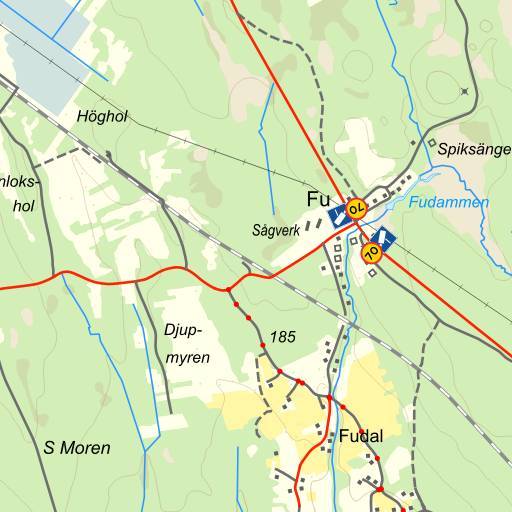 Höghol
Spiksänge
nloks-
hol
Fu
70
Fudammen
Sågverk
70
Djup-
myren
185
Fudal
S Moren